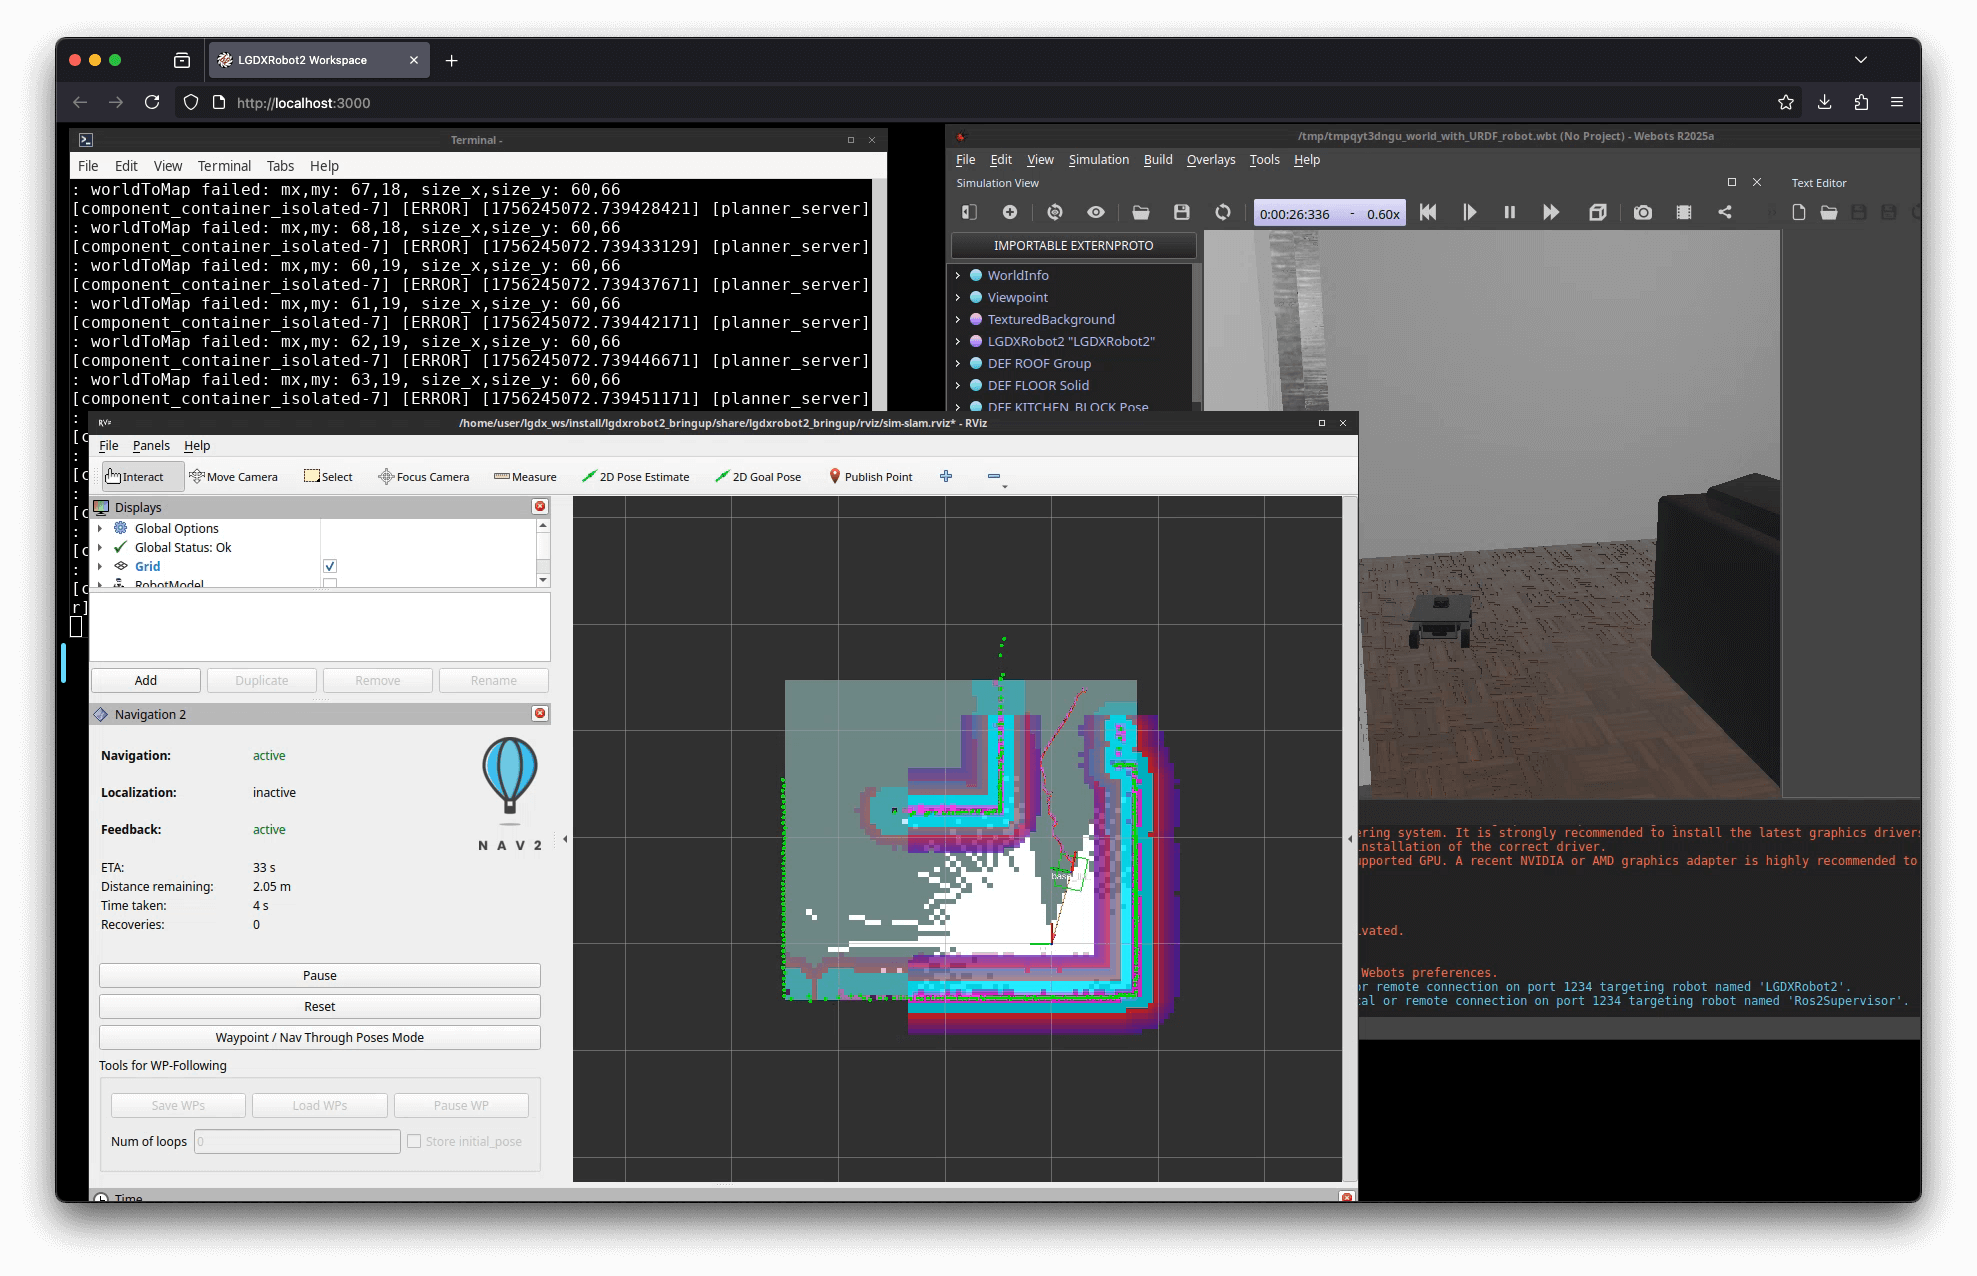 LGDXRobot2 Workspace
http://localhost:3000
Terminal -
File Edit View Terminal Tabs Help
: worldToMap failed: mx,my: 67,18, size_x,size_y: 60,66
[component_container_isolated-7] [ERROR] [1756245072.739428421] [planner_server]
: worldToMap failed: mx,my: 68,18, size_x,size_y: 60,66
[component_container_isolated-7] [ERROR] [1756245072.739433129] [planner_server]
: worldToMap failed: mx,my: 60,19, size_x,size_y: 60,66
[component_container_isolated-7] [ERROR] [1756245072.739437671] [planner_server]
: worldToMap failed: mx,my: 61,19, size_x,size_y: 60,66
[component_container_isolated-7] [ERROR] [1756245072.739442171] [planner_server]
: worldToMap failed: mx,my: 62,19, size_x,size_y: 60,66
[component_container_isolated-7] [ERROR] [1756245072.739446671] [planner_server]
: worldToMap failed: mx,my: 63,19, size_x,size_y: 60,66
[component_container_isolated-7] [ERROR] [1756245072.739451171] [planner_server]
/tmp/tmpqyt3dngu_world_with_URDF_robot.wbt (No Project) - Webots R2025a
File Edit View Simulation Build Overlays Tools Help
Simulation View
Text Editor
0:00:26:336 - 0.60x
IMPORTABLE EXTERNPROTO
WorldInfo
Viewpoint
TexturedBackground
LGDXRobot2 "LGDXRobot2"
DEF ROOF Group
DEF FLOOR Solid
DEF KITCHEN_BLOCK Pose
/home/user/lgdx_ws/install/lgdxrobot2_bringup/share/lgdxrobot2_bringup/rviz/sim-slam.rviz* - RViz
File Panels Help
Interact Move Camera Select Focus Camera Measure 2D Pose Estimate 2D Goal Pose Publish Point
Displays
Global Options
Global Status: Ok
Grid
RobotModel
Add Duplicate Remove Rename
Navigation 2
Navigation: active
Localization: inactive
Feedback: active
NAV2
ETA: 33 s
Distance remaining: 2.05 m
Time taken: 4 s
Recoveries: 0
Pause
Reset
Waypoint / Nav Through Poses Mode
Tools for WP-Following
Save WPs Load WPs Pause WP
Num of loops 0 Store initial_pose
Time
ering system. It is strongly recommended to install the latest graphics drivers
nstallation of the correct driver.
pported GPU. A recent NVIDIA or AMD graphics adapter is highly recommended to
vated.
Webots preferences.
or remote connection on port 1234 targeting robot named 'LGDXRobot2'.
al or remote connection on port 1234 targeting robot named 'Ros2Supervisor'.